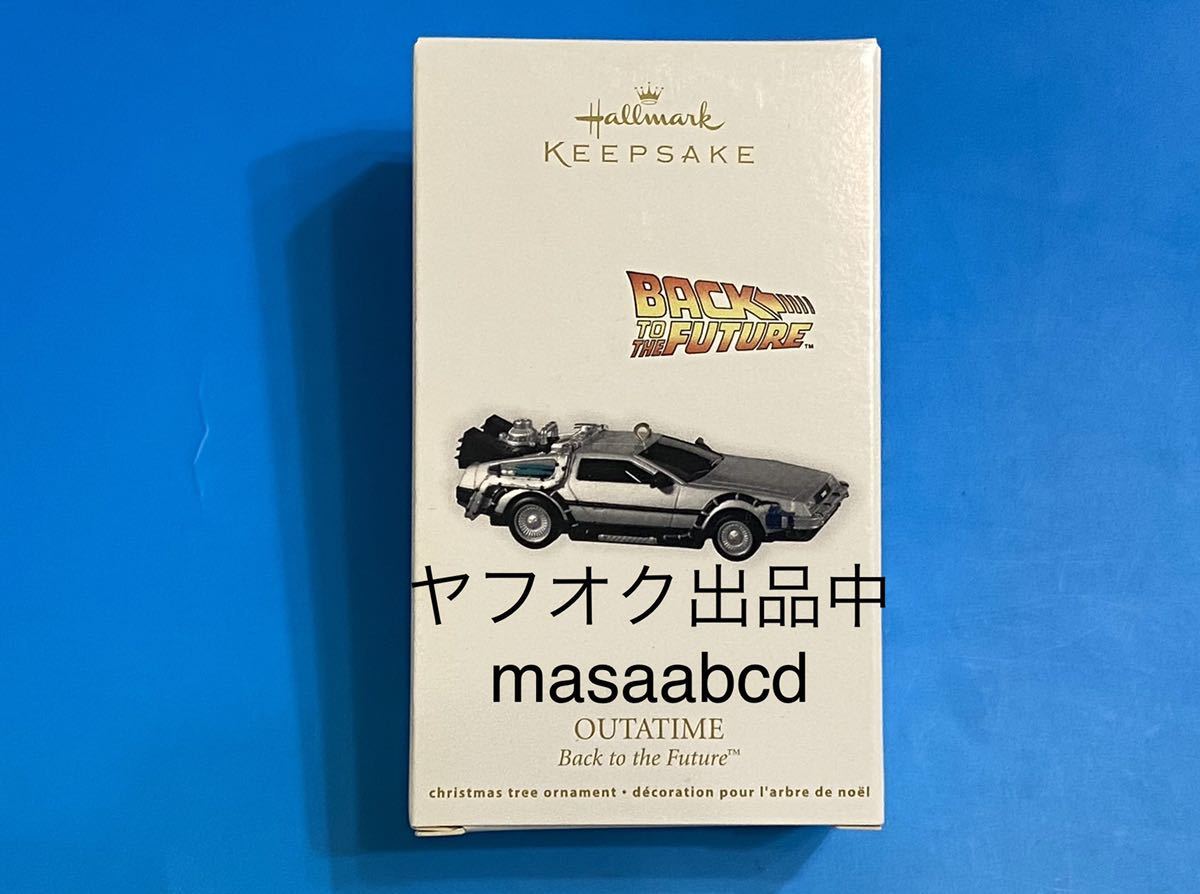 Hallmark
KEEPSAKE
BACK
TO
THE FUTURE™
ヤフオク出品中
masaabcd
OUTATIME
Back to the Future™
christmas tree ornament • décoration pour l'arbre de noël